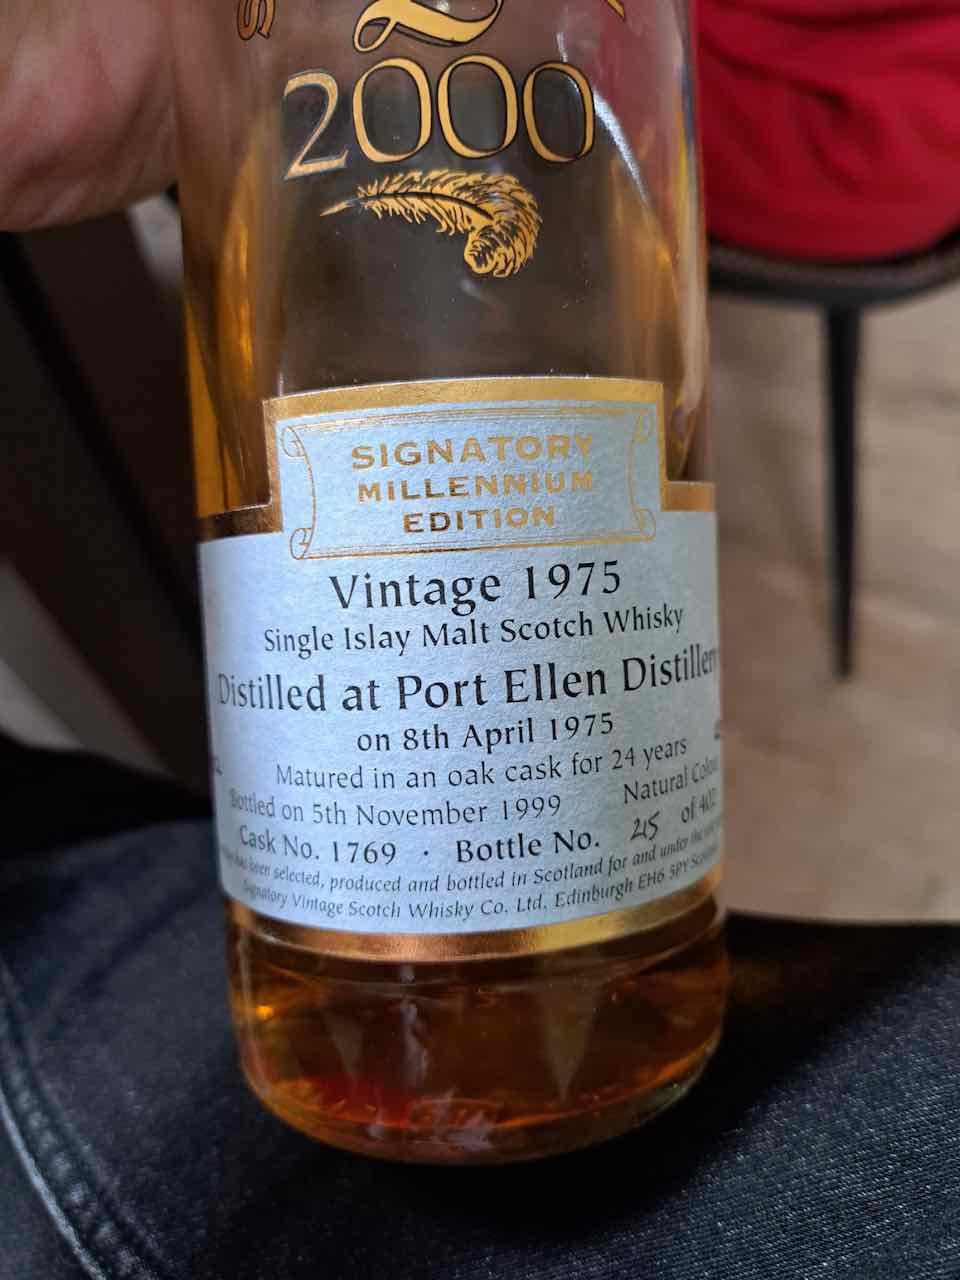 2000
SIGNATORY
MILLENNIUM
EDITION
Vintage 1975
Single Islay Malt Scotch Whisky
Distilled at Port Ellen Distillery
on 8th April 1975
Matured in an oak cask for 24 years
Bottled on 5th November 1999 Natural Colour
Cask No. 1769 · Bottle No. 215 of 402
has been selected, produced and bottled in Scotland for and under the
Signatory Vintage Scotch Whisky Co. Ltd, Edinburgh EH6 5PY